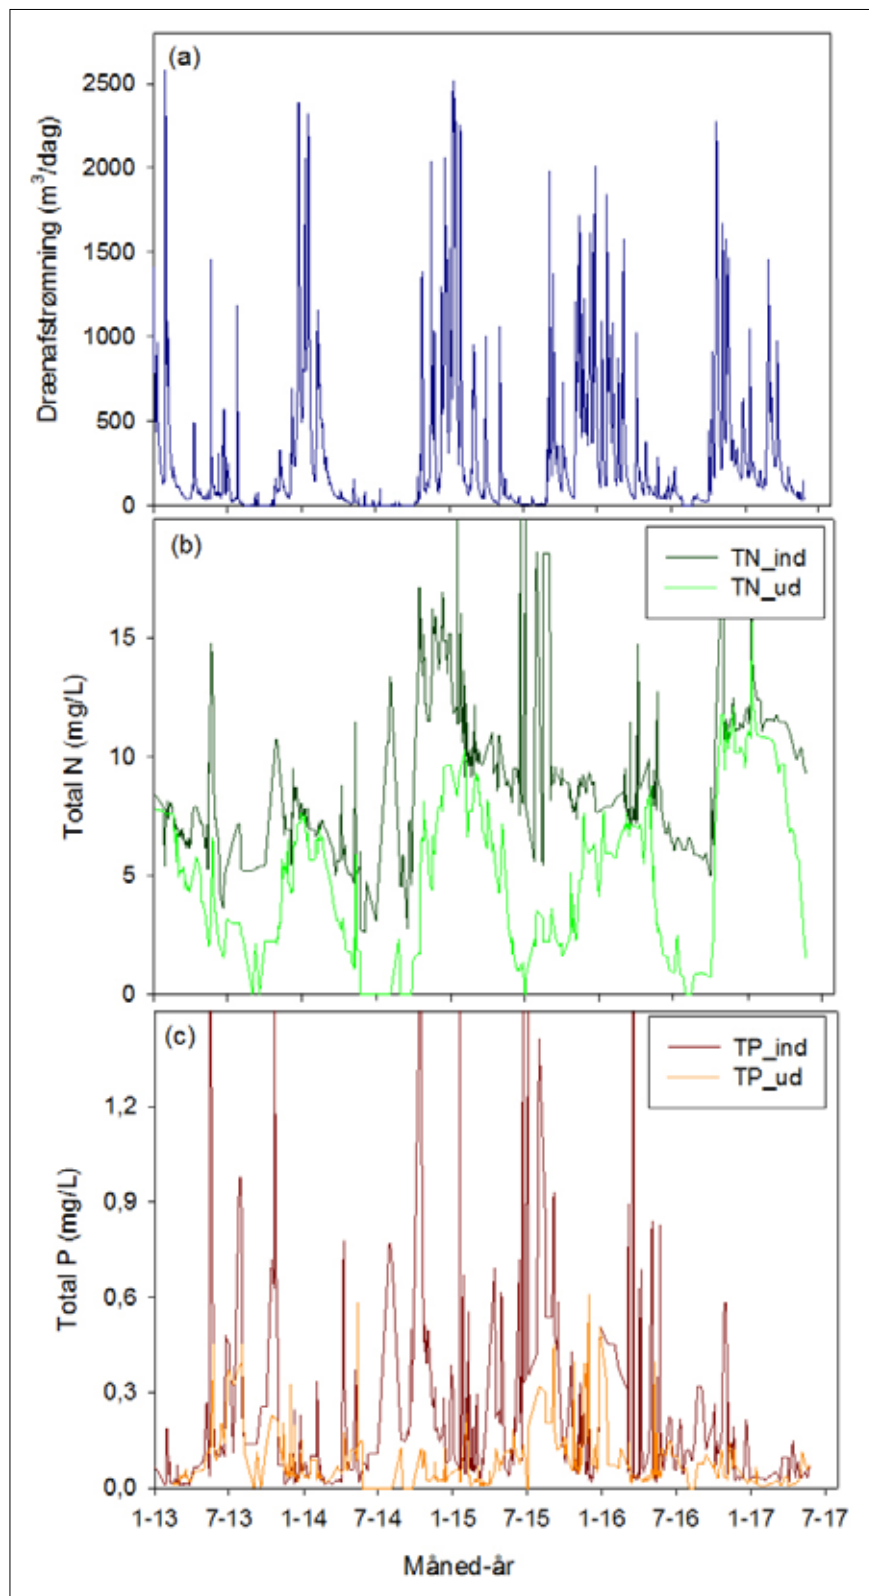 (a)
Drænafstrømning (m³/dag)
2500
2000
1500
1000
500
0
(b)
TN_ind
TN_ud
Total N (mg/L)
15
10
5
0
(c)
TP_ind
TP_ud
Total P (mg/L)
1,2
0,9
0,6
0,3
0,0
1-13 7-13 1-14 7-14 1-15 7-15 1-16 7-16 1-17 7-17
Måned-år